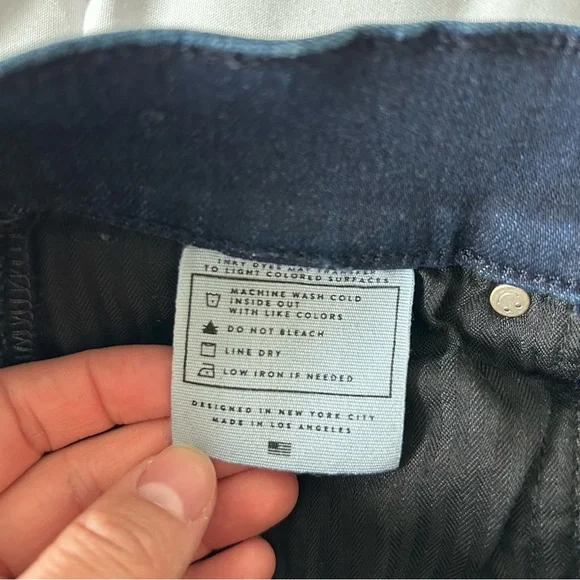 INKY DYES MAY TRANSFER
TO LIGHT COLORED SURFACES
MACHINE WASH COLD
INSIDE OUT
WITH LIKE COLORS
DO NOT BLEACH
LINE DRY
LOW IRON IF NEEDED
DESIGNED IN NEW YORK CITY
MADE IN LOS ANGELES